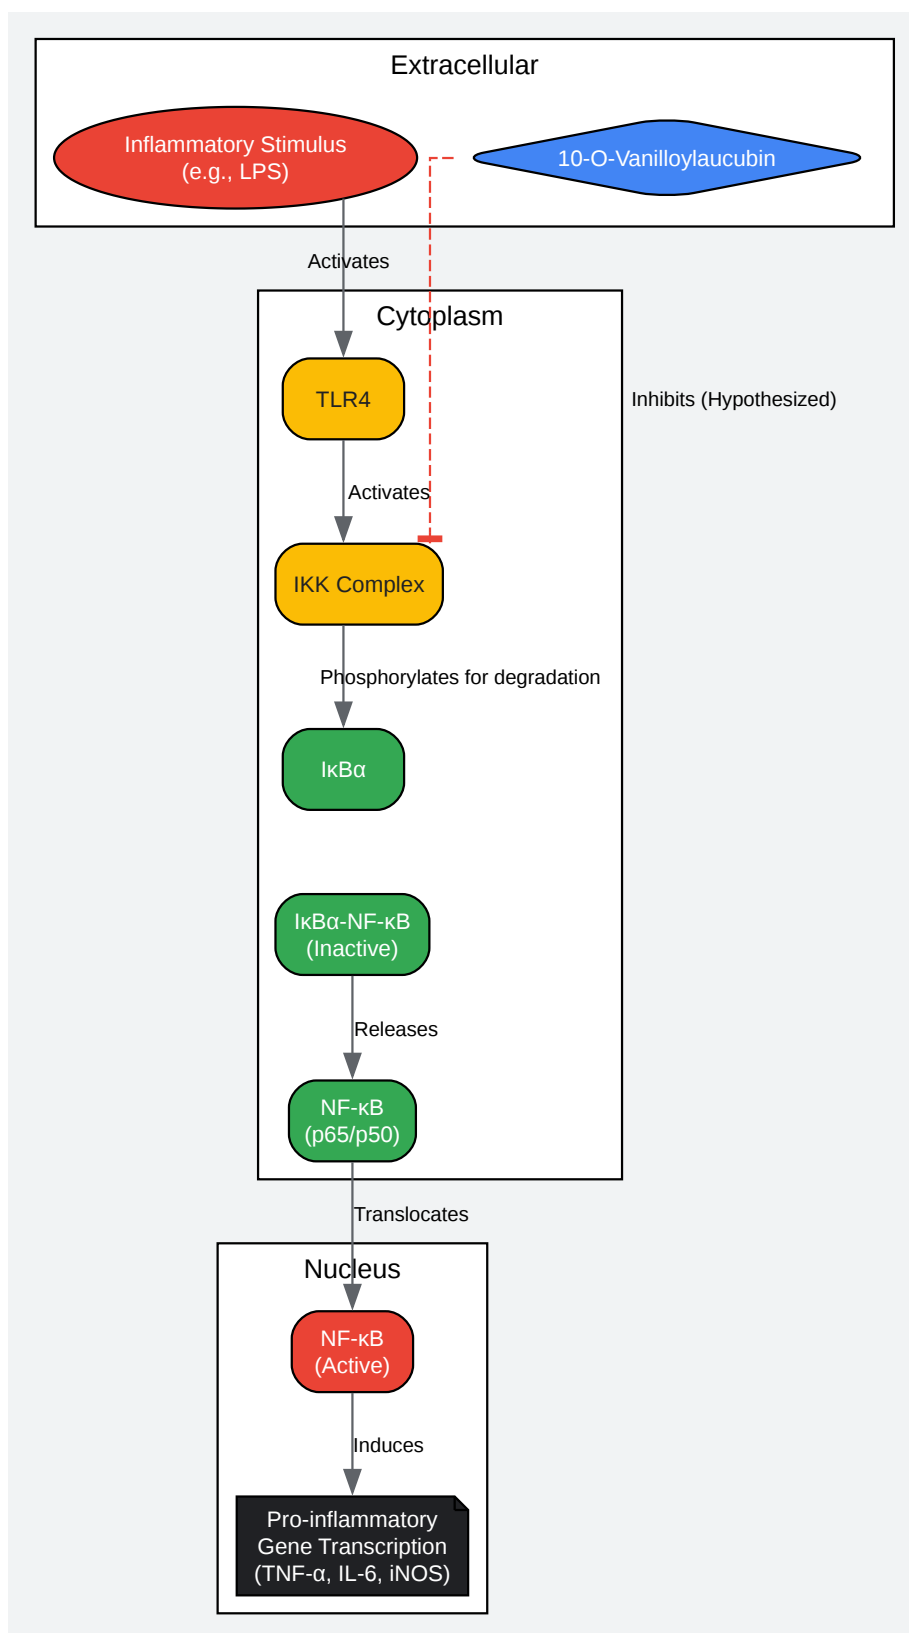 Extracellular
Inflammatory Stimulus
(e.g., LPS)
10-O-Vanilloylaucubin
Activates
Cytoplasm
TLR4
Inhibits (Hypothesized)
Activates
IKK Complex
Phosphorylates for degradation
IκBα
IκBα-NF-κB
(Inactive)
Releases
NF-κB
(p65/p50)
Translocates
Nucleus
NF-κB
(Active)
Induces
Pro-inflammatory
Gene Transcription
(TNF-α, IL-6, iNOS)